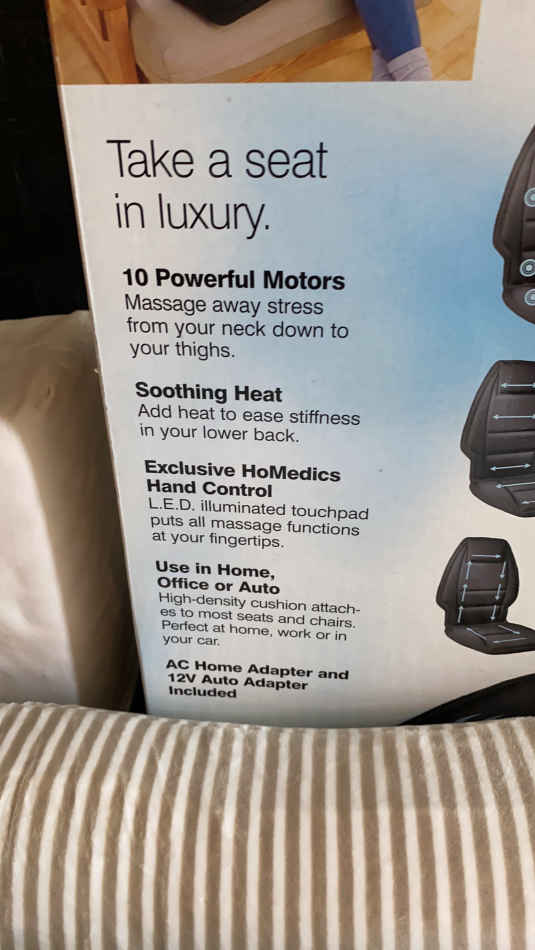 Take a seat
in luxury.
10 Powerful Motors
Massage away stress
from your neck down to
your thighs.
Soothing Heat
Add heat to ease stiffness
in your lower back.
Exclusive HoMedics
Hand Control
L.E.D. illuminated touchpad
puts all massage functions
at your fingertips.
Use in Home,
Office or Auto
High-density cushion attach-
es to most seats and chairs.
Perfect at home, work or in
your car.
AC Home Adapter and
12V Auto Adapter
Included